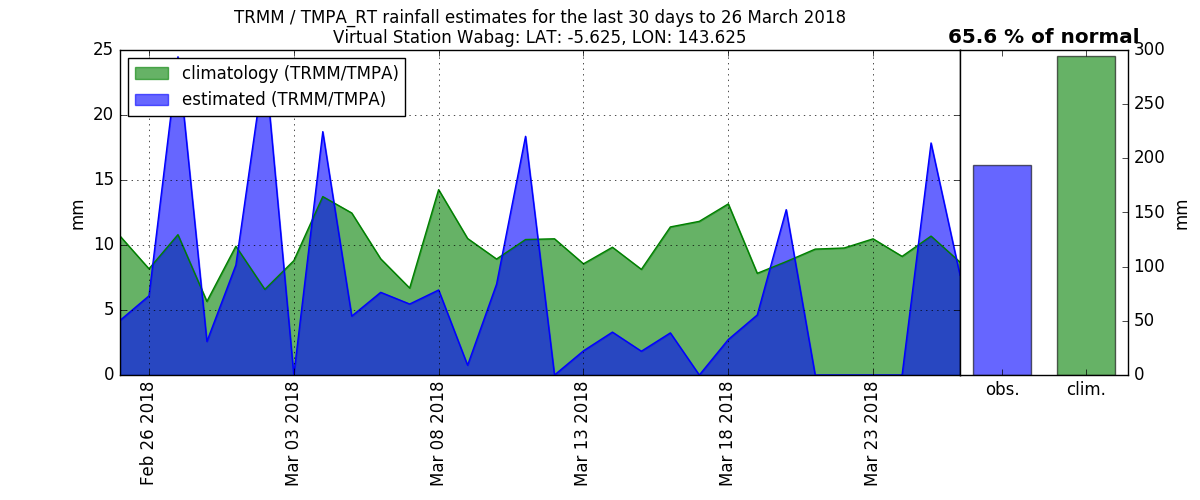 TRMM / TMPA_RT rainfall estimates for the last 30 days to 26 March 2018
Virtual Station Wabag: LAT: -5.625, LON: 143.625
65.6 % of normal
climatology (TRMM/TMPA)
estimated (TRMM/TMPA)
25
20
15
10
5
0
mm
Feb 26 2018
Mar 03 2018
Mar 08 2018
Mar 13 2018
Mar 18 2018
Mar 23 2018
300
250
200
150
100
50
0
mm
obs.
clim.